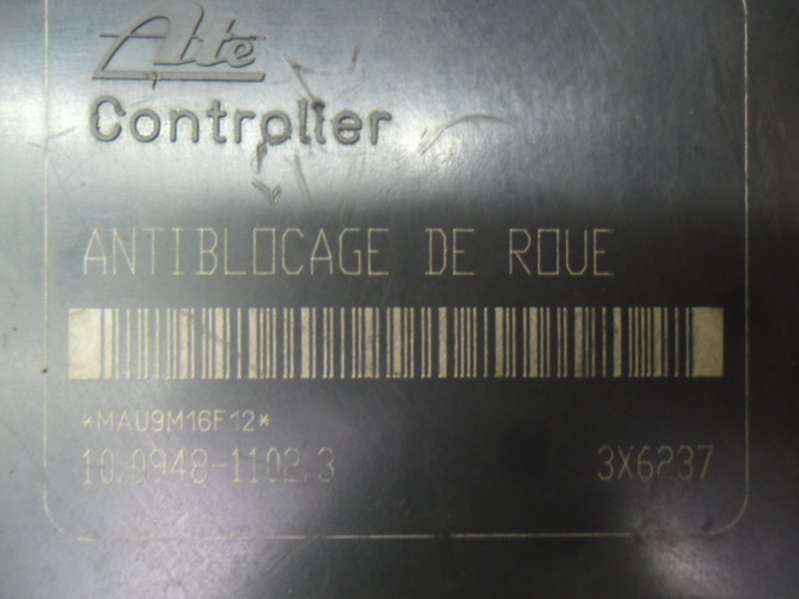 Ate
Controller
ANTIBLOCAGE DE ROUE
*MAU9M16F12*
10.0948-1102.3
3X6237